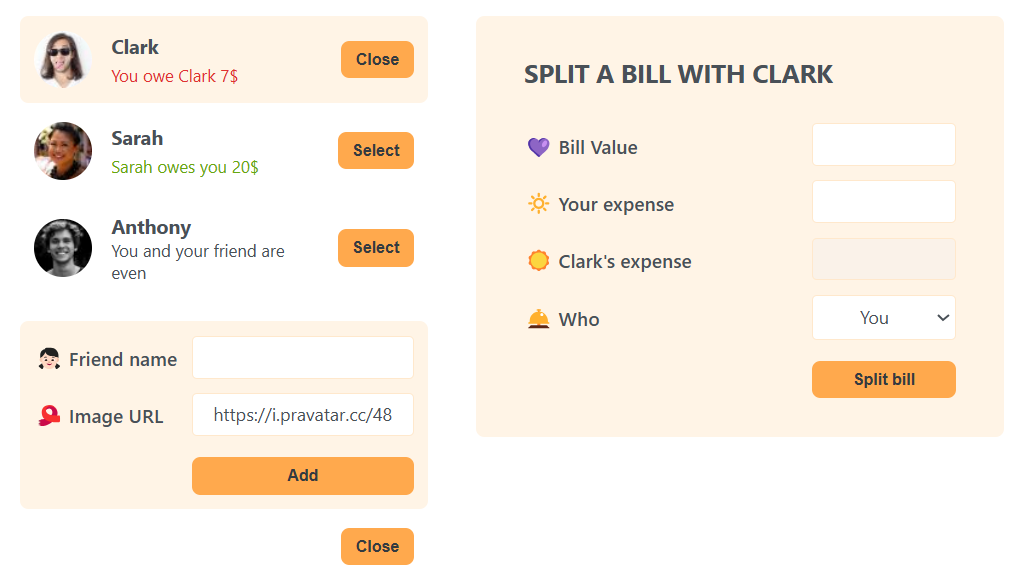 Clark
You owe Clark 7$
Close
Sarah
Sarah owes you 20$
Select
Anthony
You and your friend are
even
Select
Friend name
Image URL
https://i.pravatar.cc/48
Add
Close
SPLIT A BILL WITH CLARK
Bill Value
Your expense
Clark's expense
Who
You
Split bill